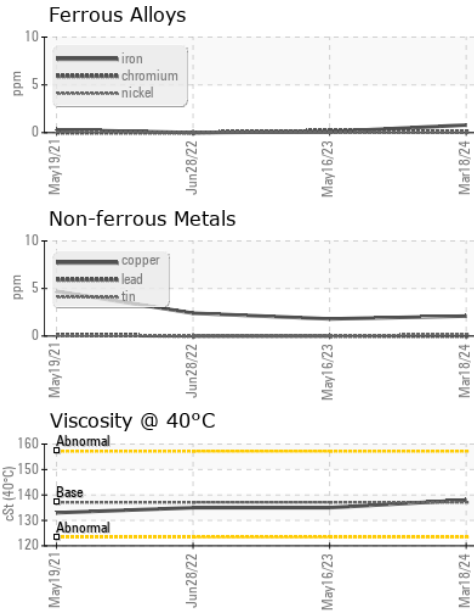 Ferrous Alloys
10
5
0
ppm
iron
chromium
nickel
May19/21
Jun28/22
May16/23
Mar18/24
Non-ferrous Metals
10
5
0
ppm
copper
lead
tin
May19/21
Jun28/22
May16/23
Mar18/24
Viscosity @ 40°C
160
150
140
130
120
cSt (40°C)
Abnormal
Base
Abnormal
May19/21
Jun28/22
May16/23
Mar18/24